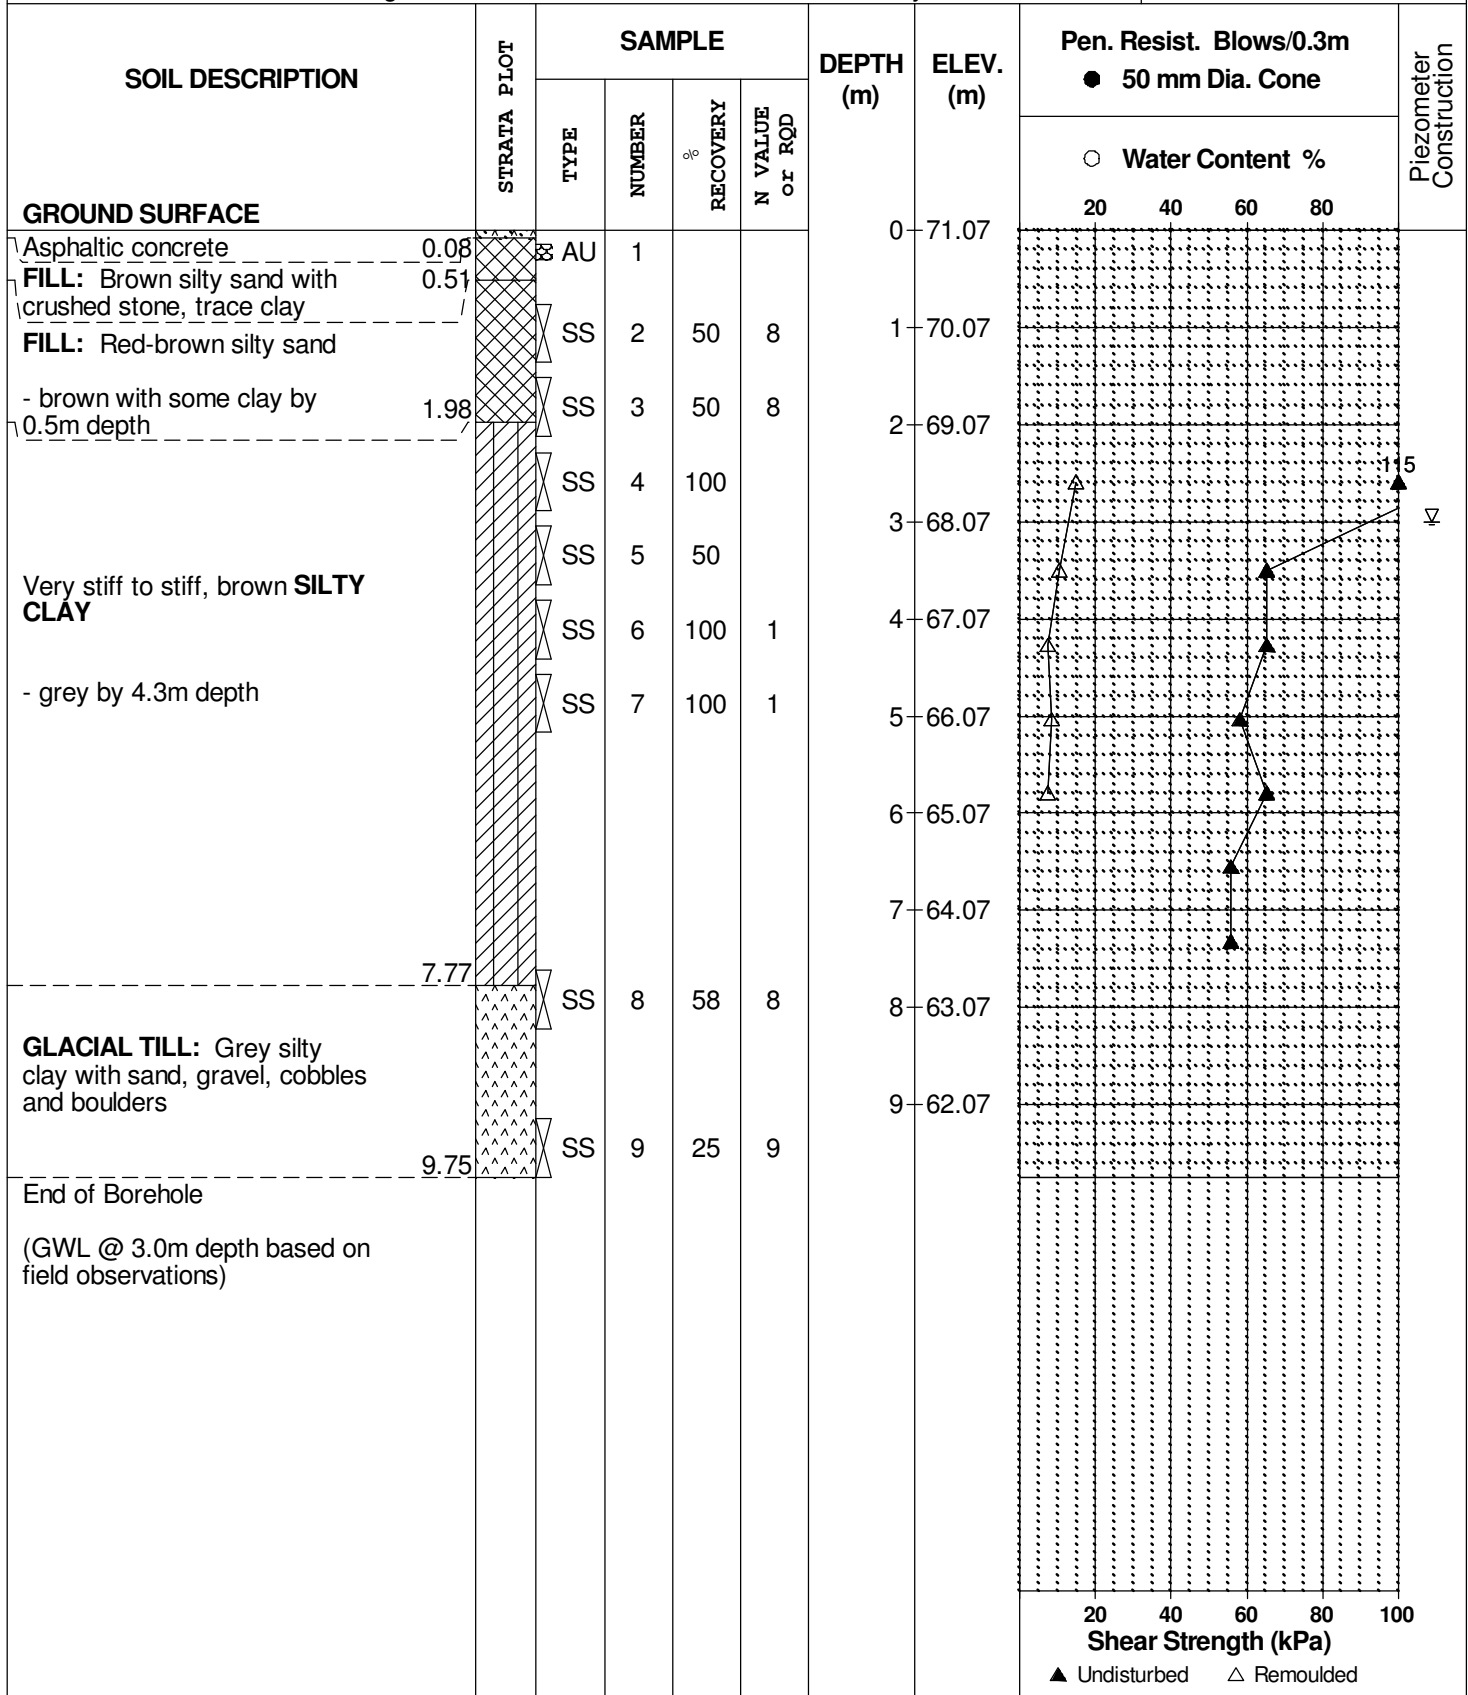 SOIL DESCRIPTION
STRATA PLOT
SAMPLE
TYPE
NUMBER
% RECOVERY
N VALUE or RQD
DEPTH (m)
ELEV. (m)
Pen. Resist. Blows/0.3m
● 50 mm Dia. Cone
○ Water Content %
Piezometer Construction
20 40 60 80
GROUND SURFACE
0 71.07
Asphaltic concrete 0.08
AU 1
FILL: Brown silty sand with 0.51
crushed stone, trace clay
FILL: Red-brown silty sand
SS 2 50 8
1 70.07
- brown with some clay by
0.5m depth
1.98
SS 3 50 8
2 69.07
115
SS 4 100
3 68.07
SS 5 50
Very stiff to stiff, brown SILTY
CLAY
4 67.07
SS 6 100 1
- grey by 4.3m depth
SS 7 100 1
5 66.07
6 65.07
7 64.07
7.77
SS 8 58 8
8 63.07
GLACIAL TILL: Grey silty
clay with sand, gravel, cobbles
and boulders
9 62.07
SS 9 25 9
9.75
End of Borehole
(GWL @ 3.0m depth based on
field observations)
20 40 60 80 100
Shear Strength (kPa)
▲ Undisturbed △ Remoulded